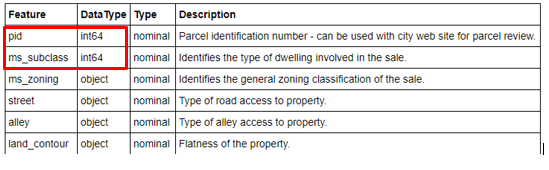 Feature DataType Type Description
pid int64 nominal Parcel identification number - can be used with city web site for parcel review.
ms_subclass int64 nominal Identifies the type of dwelling involved in the sale.
ms_zoning object nominal Identifies the general zoning classification of the sale.
street object nominal Type of road access to property.
alley object nominal Type of alley access to property.
land_contour object nominal Flatness of the property.